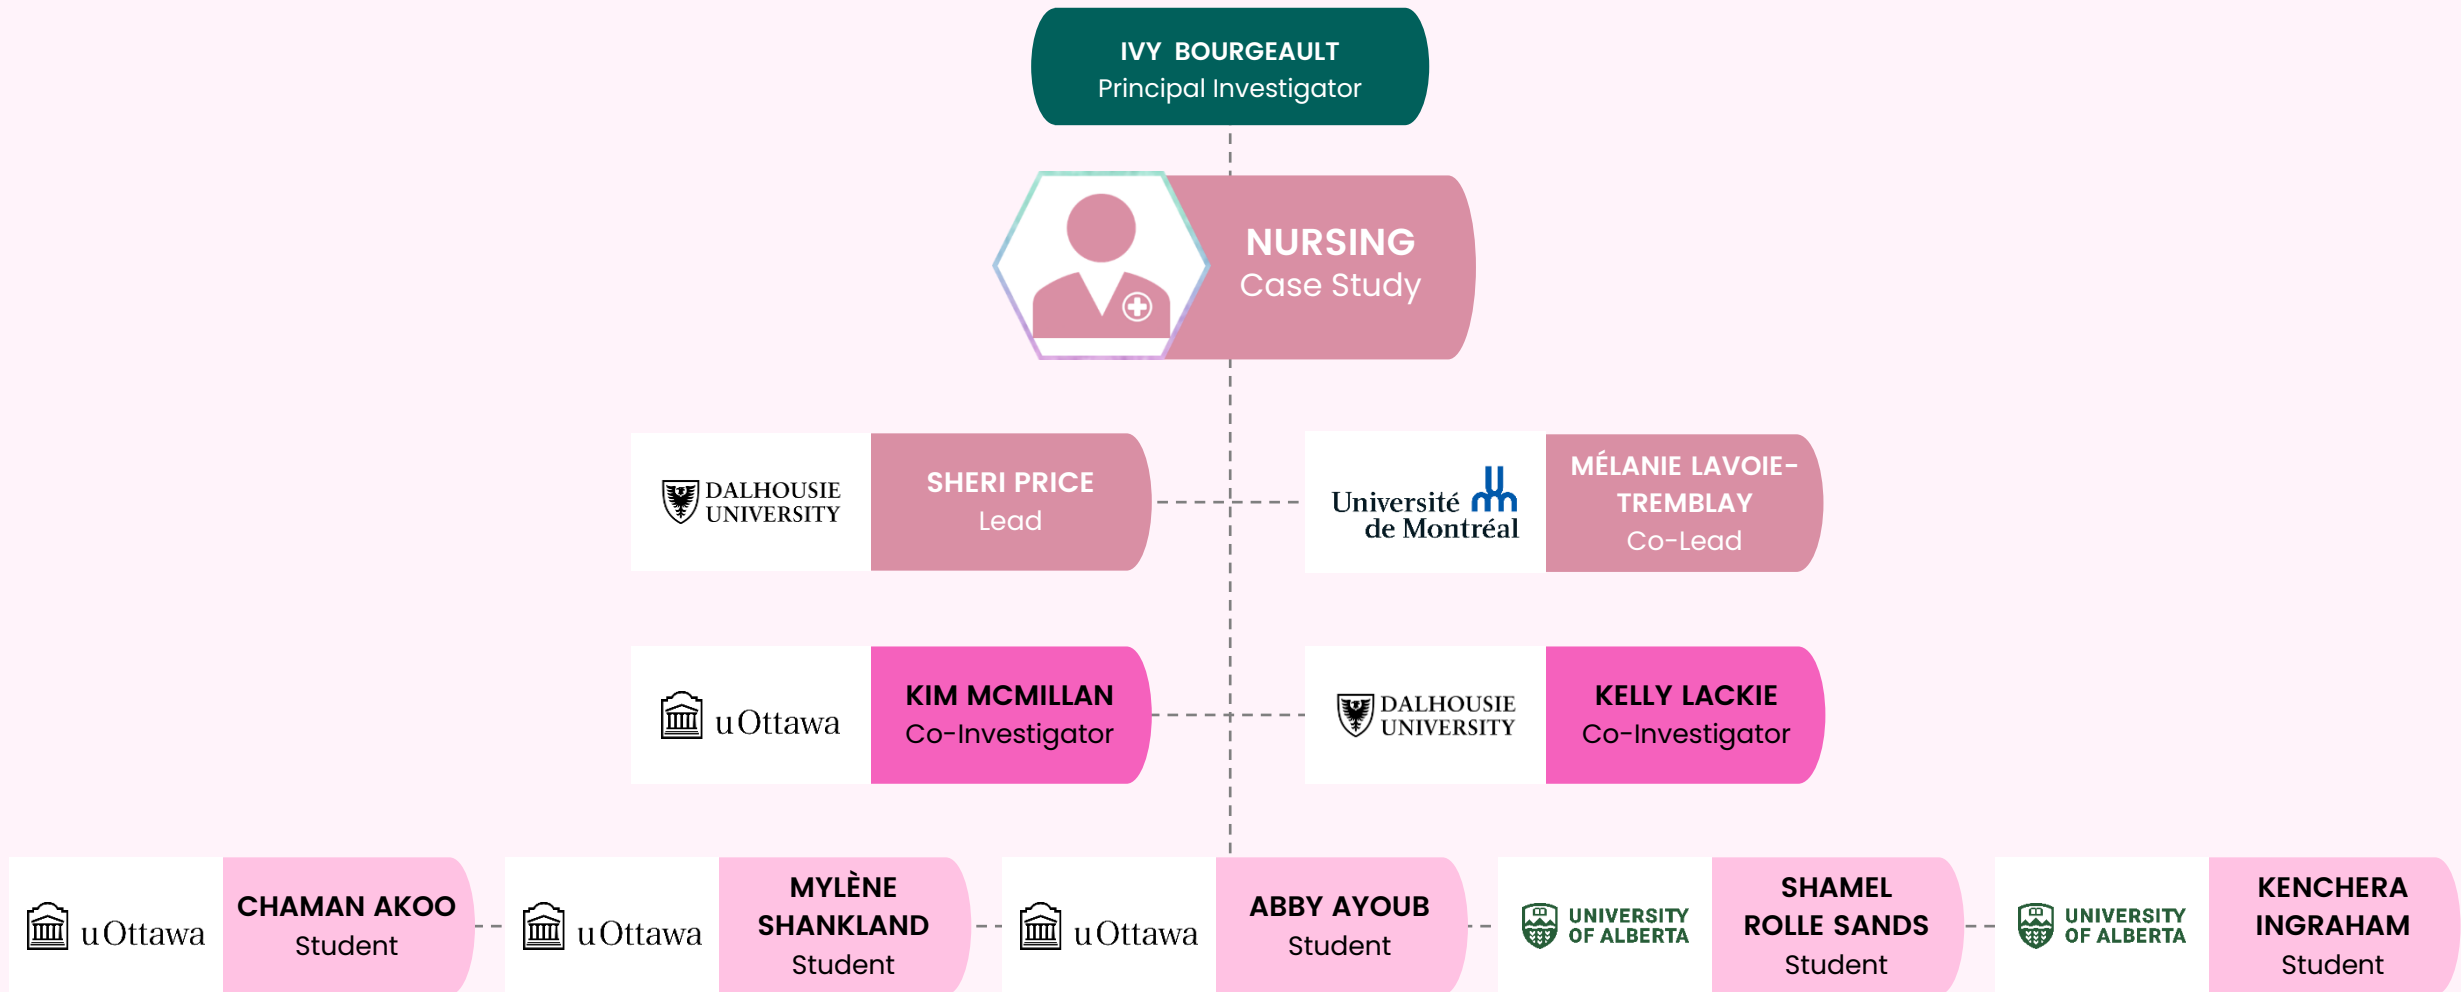 IVY BOURGEAULT
Principal Investigator
NURSING
Case Study
DALHOUSIE
UNIVERSITY
SHERI PRICE
Lead
Université
de Montréal
MÉLANIE LAVOIE-
TREMBLAY
Co-Lead
uOttawa
KIM MCMILLAN
Co-Investigator
DALHOUSIE
UNIVERSITY
KELLY LACKIE
Co-Investigator
uOttawa
CHAMAN AKOO
Student
uOttawa
MYLÈNE
SHANKLAND
Student
uOttawa
ABBY AYOUB
Student
UNIVERSITY
OF ALBERTA
SHAMEL
ROLLE SANDS
Student
UNIVERSITY
OF ALBERTA
KENCHERA
INGRAHAM
Student